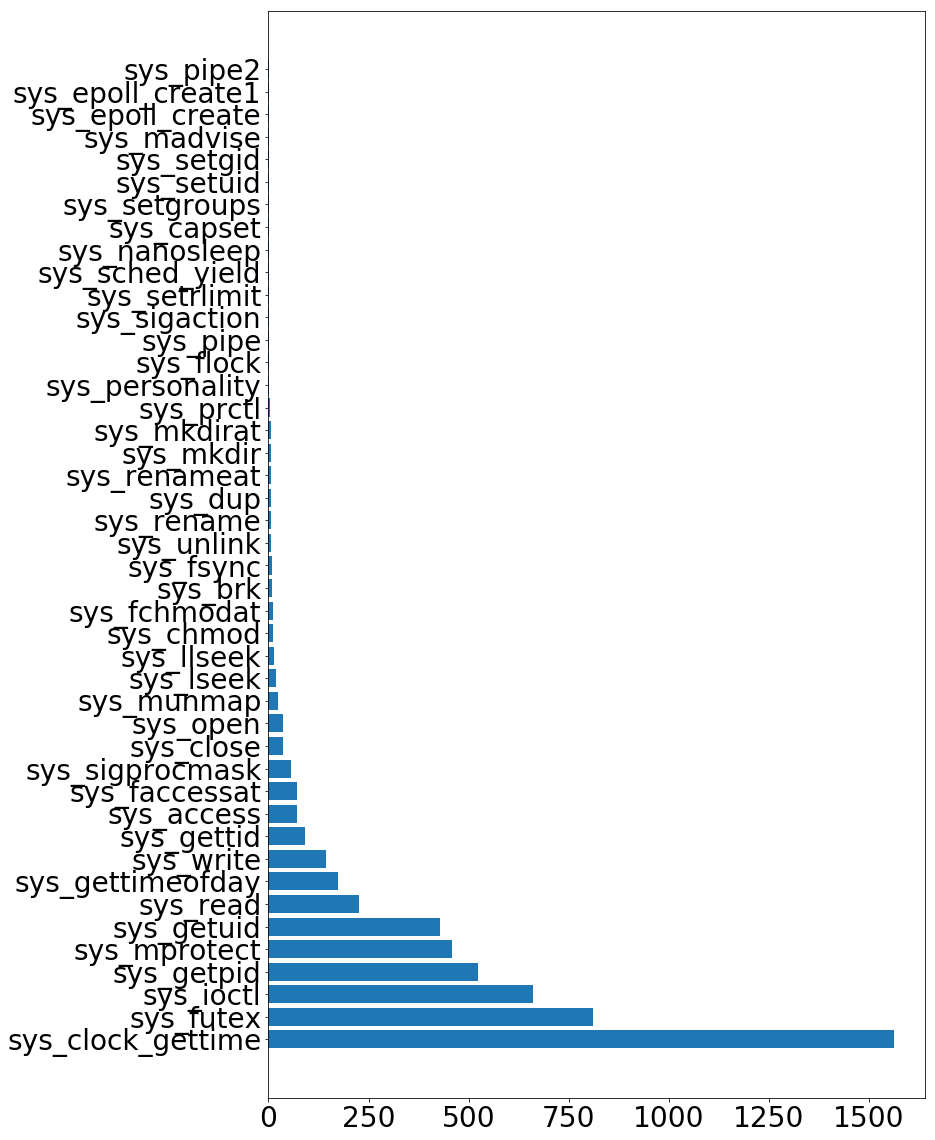 sys_pipe2
sys_epoll_create1
sys_epoll_create
sys_madvise
sys_setgid
sys_setuid
sys_setgroups
sys_capset
sys_nanosleep
sys_sched_yield
sys_setrlimit
sys_sigaction
sys_pipe
sys_flock
sys_personality
sys_prctl
sys_mkdirat
sys_mkdir
sys_renameat
sys_dup
sys_rename
sys_unlink
sys_fsync
sys_brk
sys_fchmodat
sys_chmod
sys_llseek
sys_lseek
sys_munmap
sys_open
sys_close
sys_sigprocmask
sys_faccessat
sys_access
sys_gettid
sys_write
sys_gettimeofday
sys_read
sys_getuid
sys_mprotect
sys_getpid
sys_ioctl
sys_futex
sys_clock_gettime
0 250 500 750 1000 1250 1500